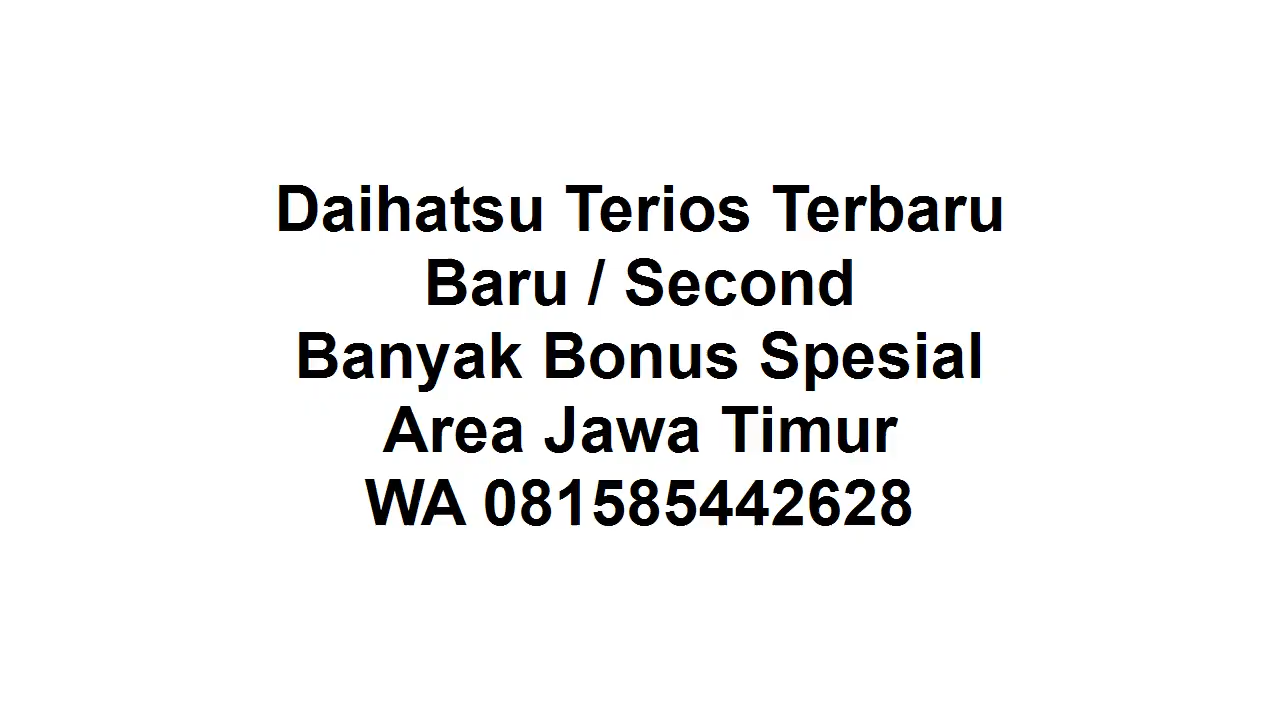 Daihatsu Terios Terbaru
Baru / Second
Banyak Bonus Spesial
Area Jawa Timur
WA 081585442628